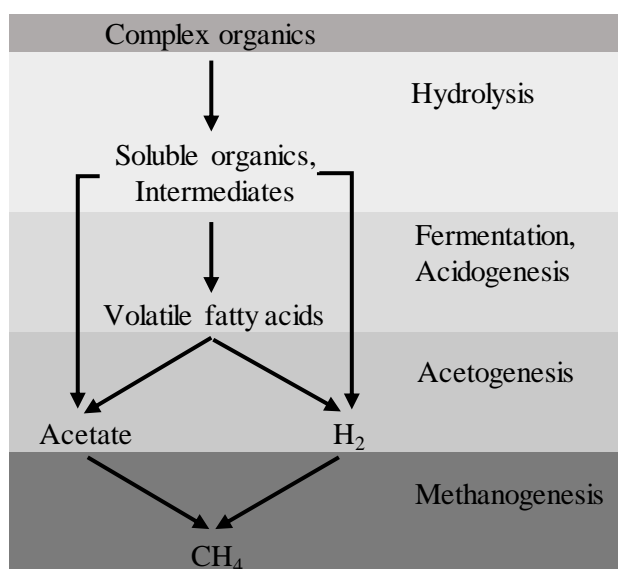 Complex organics
Hydrolysis
Soluble organics,
Intermediates
Fermentation,
Acidogenesis
Volatile fatty acids
Acetogenesis
Acetate
H₂
Methanogenesis
CH₄